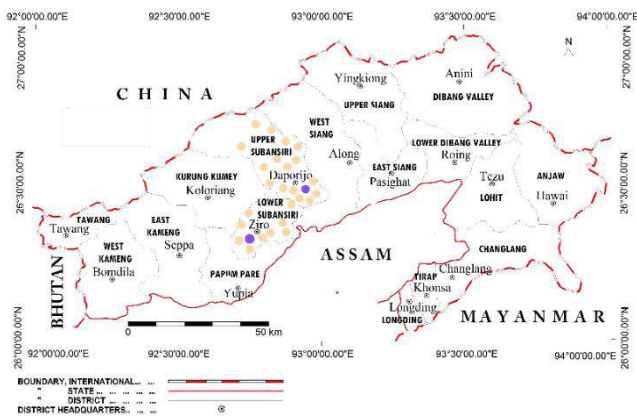 92°00'00.00"E 92°30'00.00"E 93°00'00.00"E 93°50'00.00"E 94°00'00.00"E
27°00'00.00"N
27°00'00.00"N
N
Anini
Yingkiong
DIBANG VALLEY
CHINA
UPPER SIANG
WEST
SIANG
UPPER
SUBANSIRI
LOWER DIBANG VALLEY
Roing
Along
Daporijo
EAST SIANG
Pasighat
KURUNG KUMEY
Koloriang
Tezu
LOHIT
ANJAW
Hawai
26°30'00.00"N
26°30'00.00"N
LOWER
SUBANSIRI
Ziro
TAWANG
Tawang
EAST
KAMENG
Seppa
WEST
KAMENG
Bomdila
CHANGLANG
ASSAM
PAPUM PARE
Yupia
TIRAP
Changlang
Khonsa
Longding
LONGDING
BHUTAN
MAYANMAR
0 50 km
26°00'00.00"N
26°00'00.00"N
92°00'00.00"E 92°50'00.00"E 93°00'00.00"E 93°50'00.00"E 94°00'00.00"E
BOUNDARY, INTERNATIONAL... ... ...
" STATE ... ... ... ... ...
" DISTRICT ... ... ... ...
DISTRICT HEADQUARTERS... ... ...